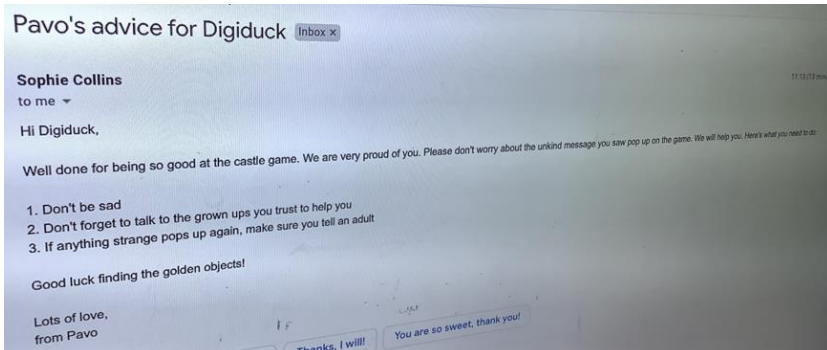 Pavo's advice for Digiduck Inbox ×
Sophie Collins
to me
Hi Digiduck,
Well done for being so good at the castle game. We are very proud of you. Please don't worry about the unkind message you saw pop up on the game. We will help you. Here's what you need to do:
1. Don't be sad
2. Don't forget to talk to the grown ups you trust to help you
3. If anything strange pops up again, make sure you tell an adult
Good luck finding the golden objects!
Lots of love,
from Pavo
Thanks, I will!
You are so sweet, thank you!